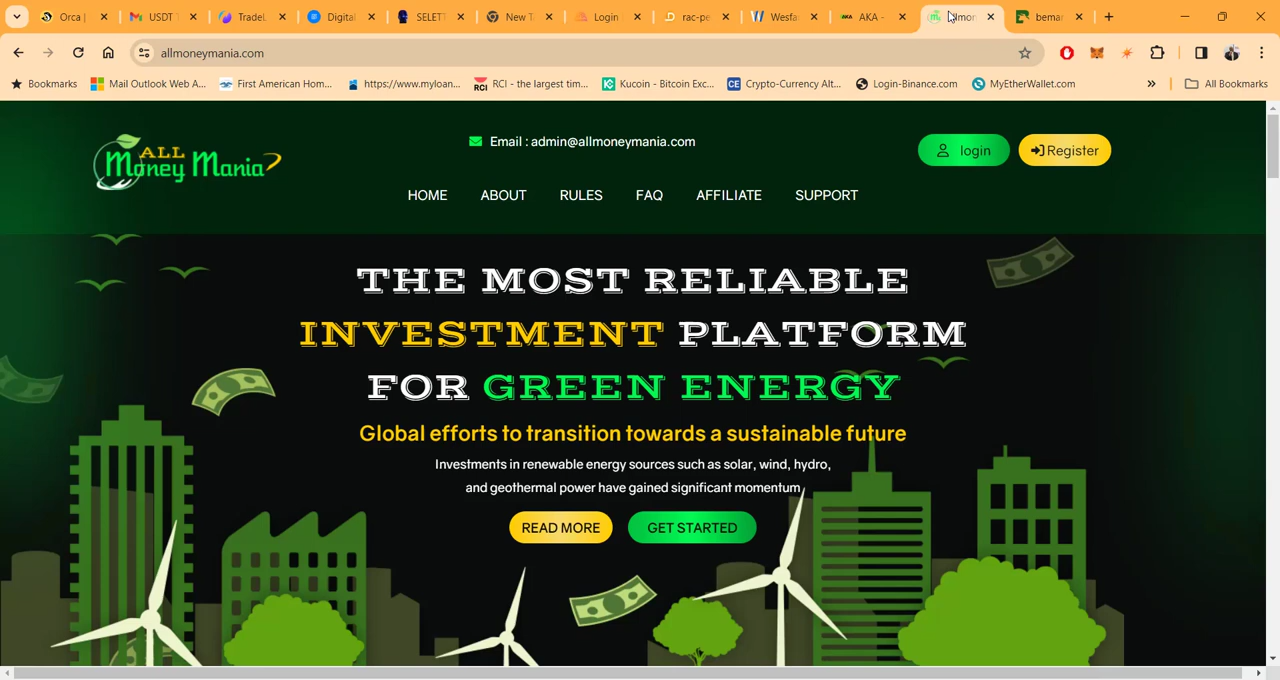 Orca |
USDT
TradeL
Digital
SELETT
New T
Login
rac-pe
Wesfa
AKA -
bema
allmoneymania.com
Bookmarks
Mail Outlook Web A...
First American Hom...
https://www.myloan...
RCI - the largest tim...
Kucoin - Bitcoin Exc...
Crypto-Currency Alt...
Login-Binance.com
MyEtherWallet.com
»
All Bookmarks
ALL
Money Mania
Email : admin@allmoneymania.com
login
Register
HOME
ABOUT
RULES
FAQ
AFFILIATE
SUPPORT
THE MOST RELIABLE
INVESTMENT PLATFORM
FOR GREEN ENERGY
Global efforts to transition towards a sustainable future
Investments in renewable energy sources such as solar, wind, hydro,
and geothermal power have gained significant momentum
READ MORE
GET STARTED